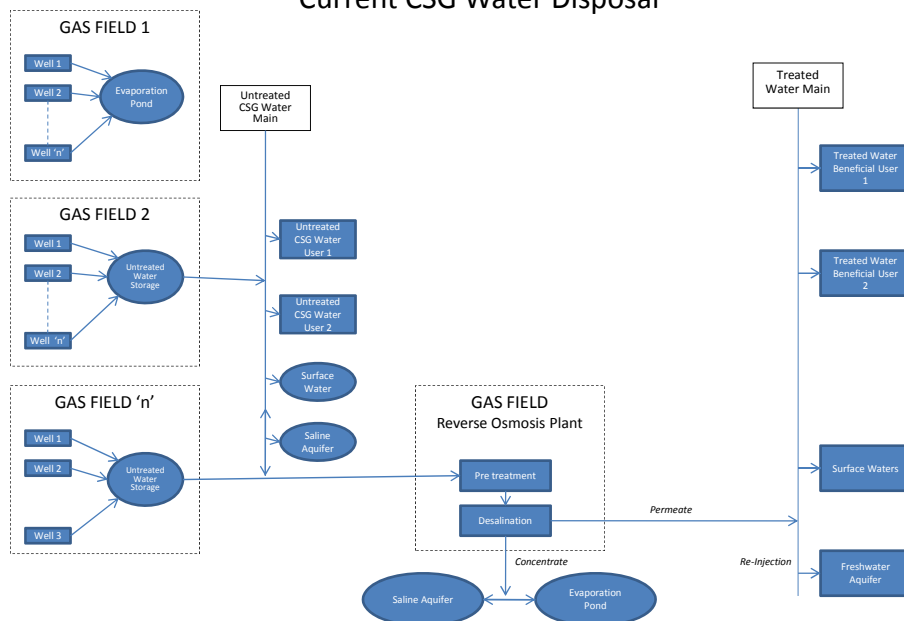 Current CSG Water Disposal
GAS FIELD 1
Well 1
Well 2
Well 'n'
Evaporation
Pond
GAS FIELD 2
Well 1
Well 2
Well 'n'
Untreated
Water
Storage
GAS FIELD 'n'
Well 1
Well 2
Well 3
Untreated
Water
Storage
Untreated
CSG Water
Main
Untreated
CSG Water
User 1
Untreated
CSG Water
User 2
Surface
Water
Saline
Aquifer
GAS FIELD
Reverse Osmosis Plant
Pre treatment
Desalination
Concentrate
Saline Aquifer
Evaporation
Pond
Permeate
Re-Injection
Treated
Water Main
Treated Water
Beneficial User
1
Treated Water
Beneficial User
2
Surface Waters
Freshwater
Aquifer